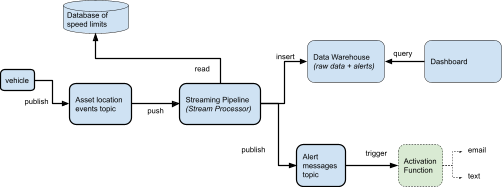 Database of
speed limits
read
insert
Data Warehouse
(raw data + alerts)
query
Dashboard
vehicle
publish
Asset location
events topic
push
Streaming Pipeline
(Stream Processor)
publish
Alert
messages
topic
trigger
Activation
Function
email
text